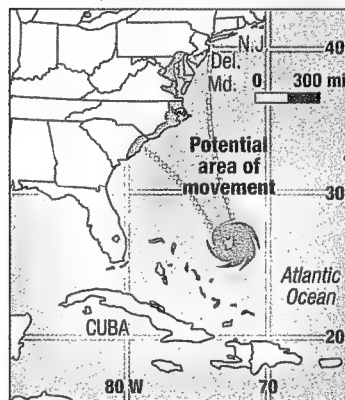 N.J.
40
Del.
Md.
0 300 mi
Potential
area of
movement
30
Atlantic
Ocean
CUBA
20
80 W
70